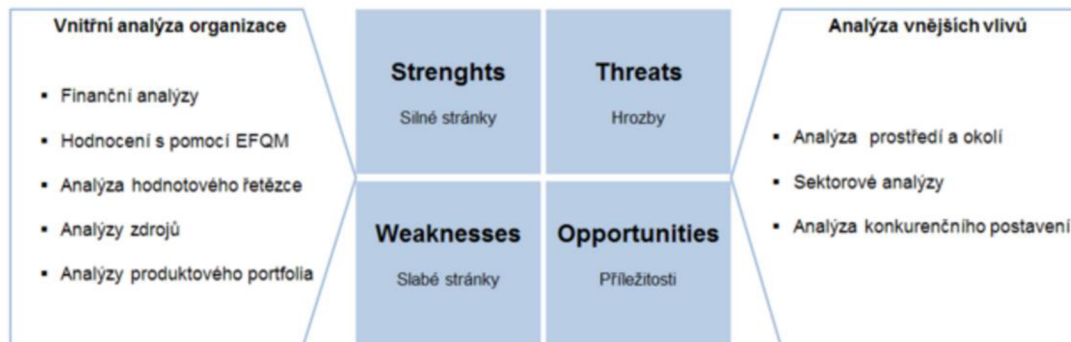 Vnitřní analýza organizace
▪ Finanční analýzy
▪ Hodnocení s pomocí EFQM
▪ Analýza hodnotového řetězce
▪ Analýzy zdrojů
▪ Analýzy produktového portfolia
Strenghts
Silné stránky
Threats
Hrozby
Weaknesses
Slabé stránky
Opportunities
Příležitosti
Analýza vnějších vlivů
▪ Analýza prostředí a okolí
▪ Sektorové analýzy
▪ Analýza konkurenčního postavení